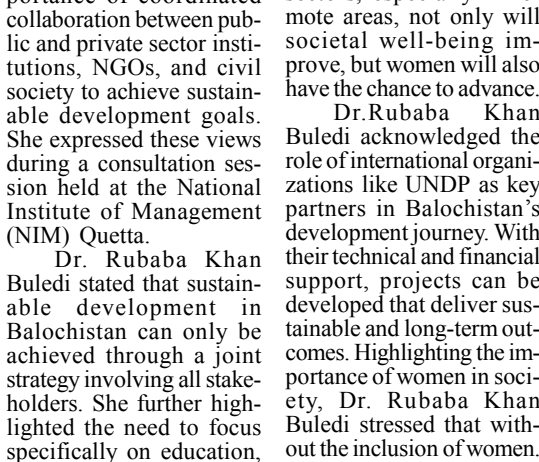 portance of coordinated
collaboration between pub-
lic and private sector insti-
tutions, NGOs, and civil
society to achieve sustain-
able development goals.
She expressed these views
during a consultation ses-
sion held at the National
Institute of Management
(NIM) Quetta.
Dr. Rubaba Khan
Buledi stated that sustain-
able development in
Balochistan can only be
achieved through a joint
strategy involving all stake-
holders. She further high-
lighted the need to focus
specifically on education,
mote areas, not only will
societal well-being im-
prove, but women will also
have the chance to advance.
Dr.Rubaba Khan
Buledi acknowledged the
role of international organi-
zations like UNDP as key
partners in Balochistan's
development journey. With
their technical and financial
support, projects can be
developed that deliver sus-
tainable and long-term out-
comes. Highlighting the im-
portance of women in soci-
ety, Dr. Rubaba Khan
Buledi stressed that with-
out the inclusion of women.